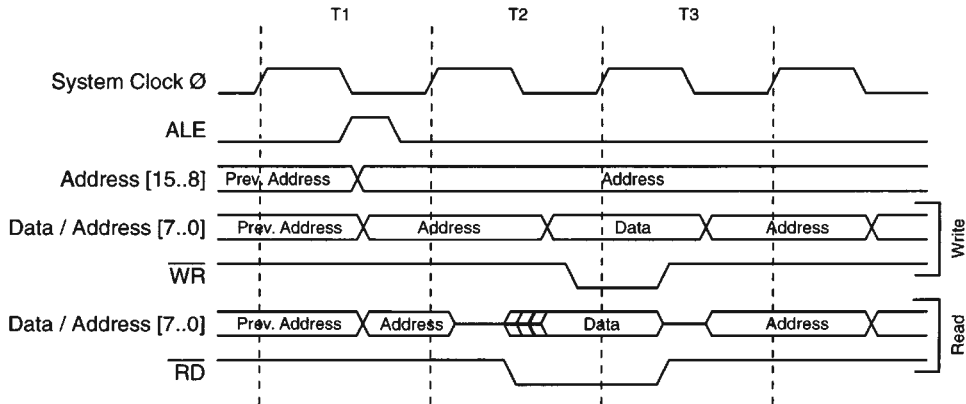 T1 T2 T3
System Clock Ø
ALE
Address [15..8] Prev. Address Address
Data / Address [7..0] Prev. Address Address Data Address
WR
Write
Data / Address [7..0] Prev. Address Address Data Address
RD
Read